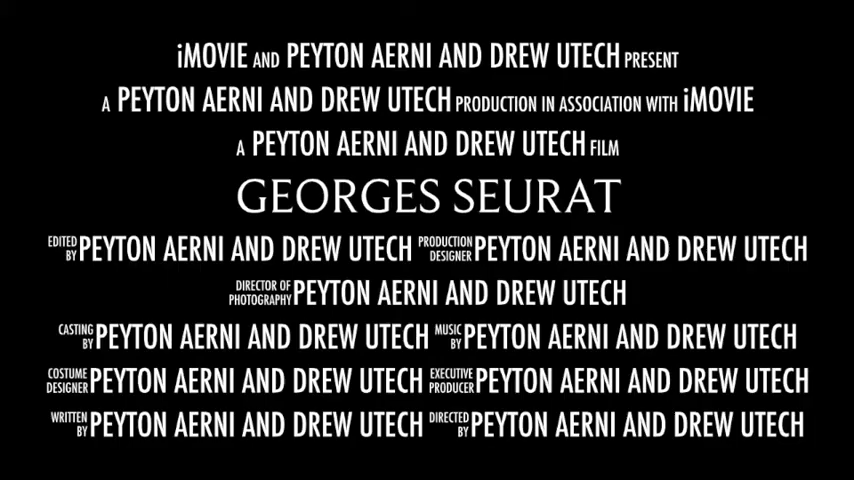 iMOVIE AND PEYTON AERNI AND DREW UTECH PRESENT
A PEYTON AERNI AND DREW UTECH PRODUCTION IN ASSOCIATION WITH iMOVIE
A PEYTON AERNI AND DREW UTECH FILM
GEORGES SEURAT
EDITED BY PEYTON AERNI AND DREW UTECH PRODUCTION DESIGNER PEYTON AERNI AND DREW UTECH
DIRECTOR OF PHOTOGRAPHY PEYTON AERNI AND DREW UTECH
CASTING BY PEYTON AERNI AND DREW UTECH MUSIC BY PEYTON AERNI AND DREW UTECH
COSTUME DESIGNER PEYTON AERNI AND DREW UTECH EXECUTIVE PRODUCER PEYTON AERNI AND DREW UTECH
WRITTEN BY PEYTON AERNI AND DREW UTECH DIRECTED BY PEYTON AERNI AND DREW UTECH